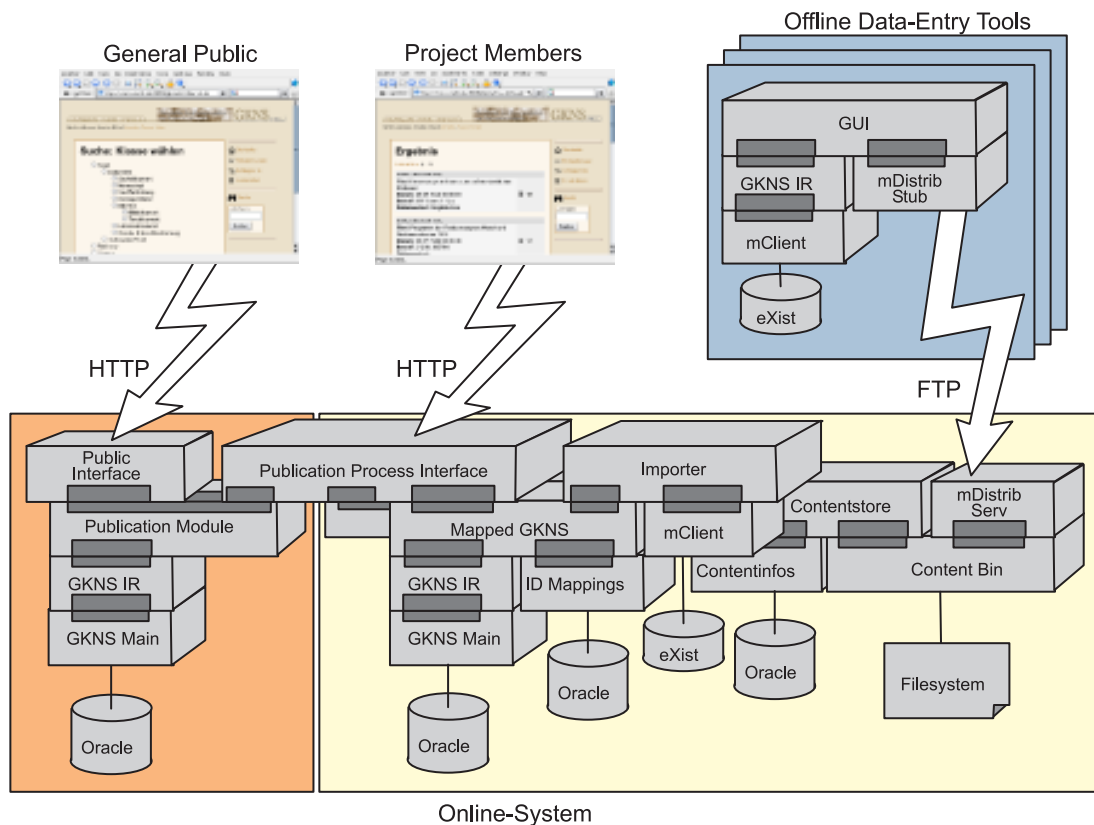 Offline Data-Entry Tools
General Public
Project Members
GKNS
Suche: Klasse wählen
GKNS
Ergebnis
GUI
GKNS IR
mDistrib
Stub
mClient
eXist
HTTP
HTTP
FTP
Public
Interface
Publication Process Interface
Importer
Publication Module
Mapped GKNS
mClient
Contentstore
mDistrib
Serv
GKNS IR
GKNS IR
ID Mappings
Contentinfos
Content Bin
GKNS Main
GKNS Main
Oracle
Oracle
Oracle
eXist
Oracle
Filesystem
Online-System